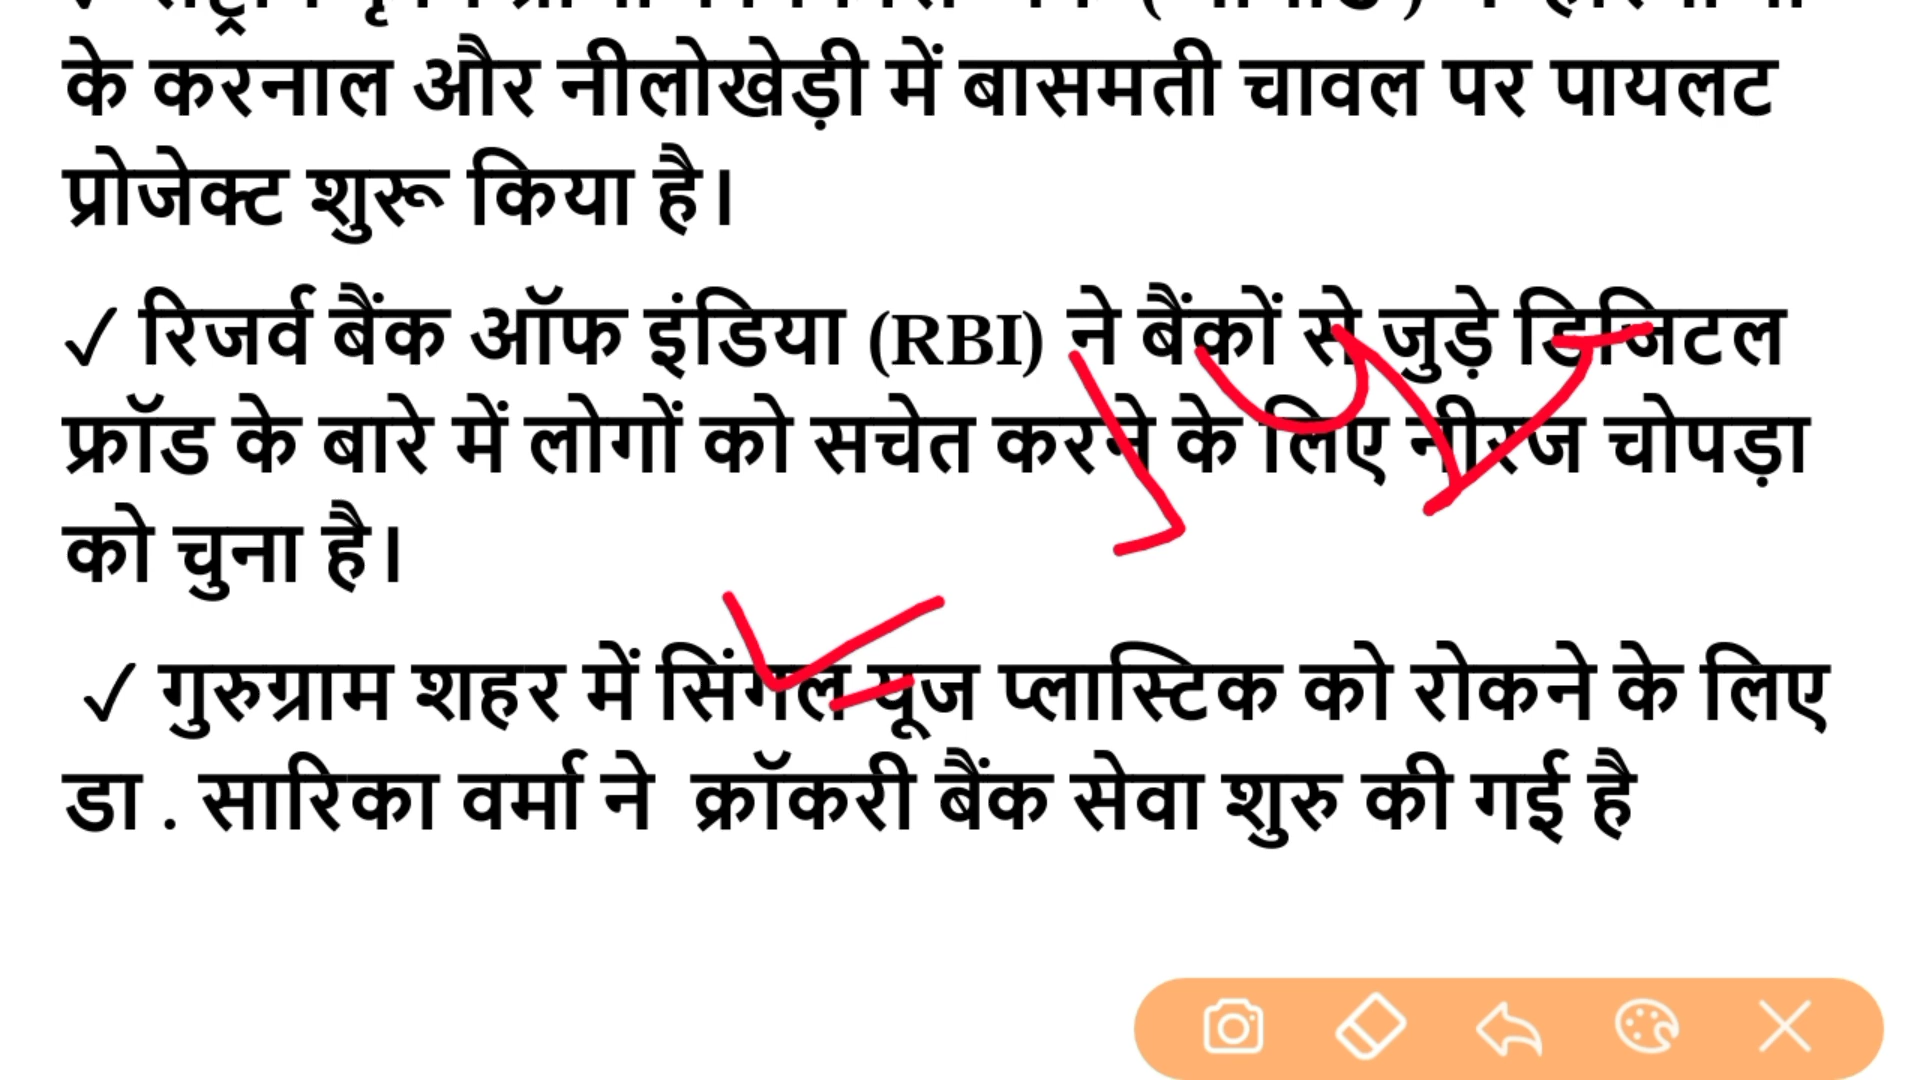 के करनाल और नीलोखेड़ी में बासमती चावल पर पायलट
प्रोजेक्ट शुरू किया है।
✓ रिजर्व बैंक ऑफ इंडिया (RBI) ने बैंकों से जुड़े डिजिटल
फ्रॉड के बारे में लोगों को सचेत करने के लिए नीरज चोपड़ा
को चुना है।
✓ गुरुग्राम शहर में सिंगल यूज प्लास्टिक को रोकने के लिए
डा . सारिका वर्मा ने क्रॉकरी बैंक सेवा शुरु की गई है